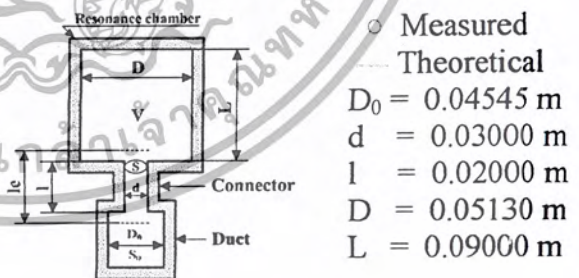 Resonance chamber
D
V
L
S
le
l
d
Connector
D₀
S₀
Duct
○ Measured
Theoretical
D₀ = 0.04545 m
d = 0.03000 m
l = 0.02000 m
D = 0.05130 m
L = 0.09000 m